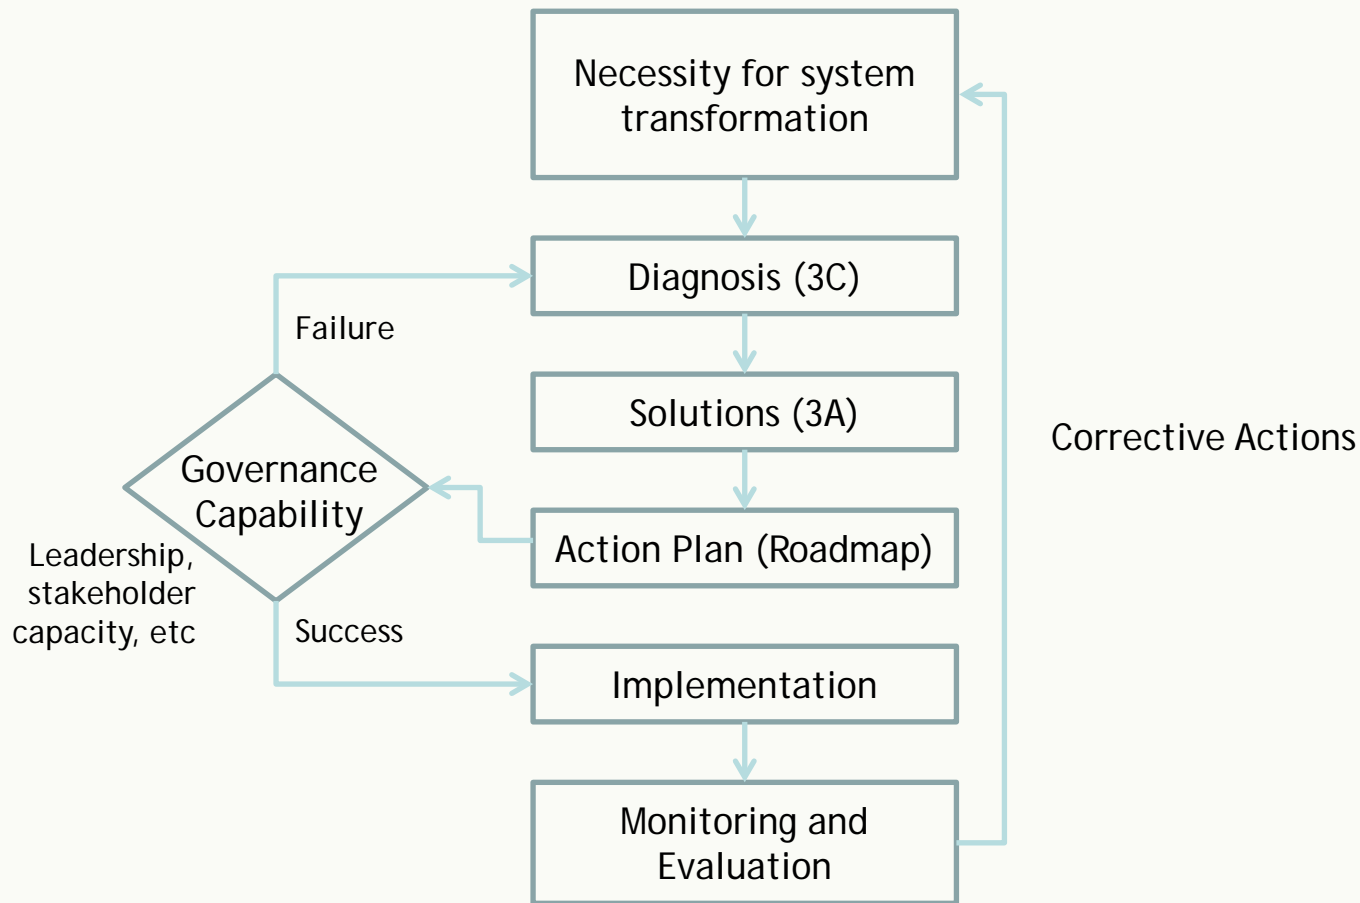 Necessity for system
transformation
Diagnosis (3C)
Failure
Solutions (3A)
Corrective Actions
Governance
Capability
Action Plan (Roadmap)
Leadership,
stakeholder
capacity, etc
Success
Implementation
Monitoring and
Evaluation